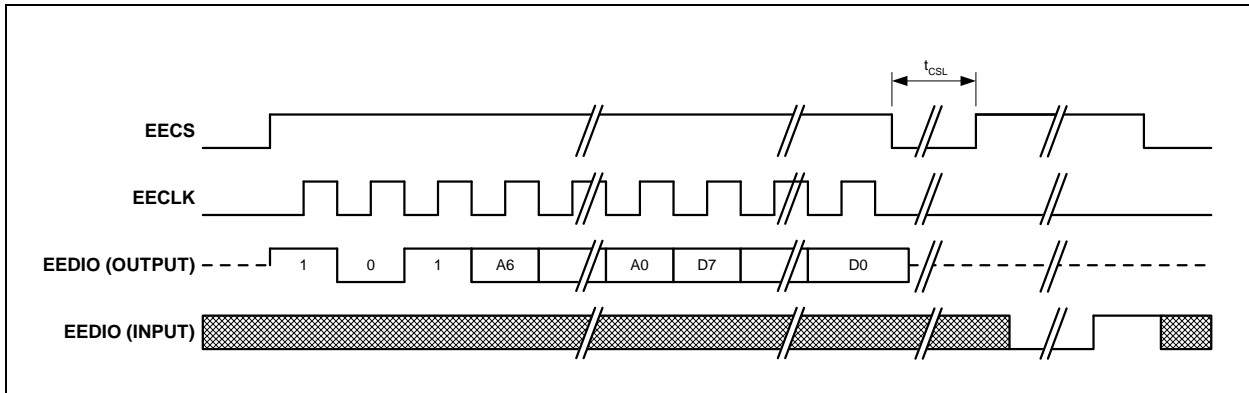 tCSL
EECS
EECLK
EEDIO (OUTPUT)
1 0 1 A6 A0 D7 D0
EEDIO (INPUT)